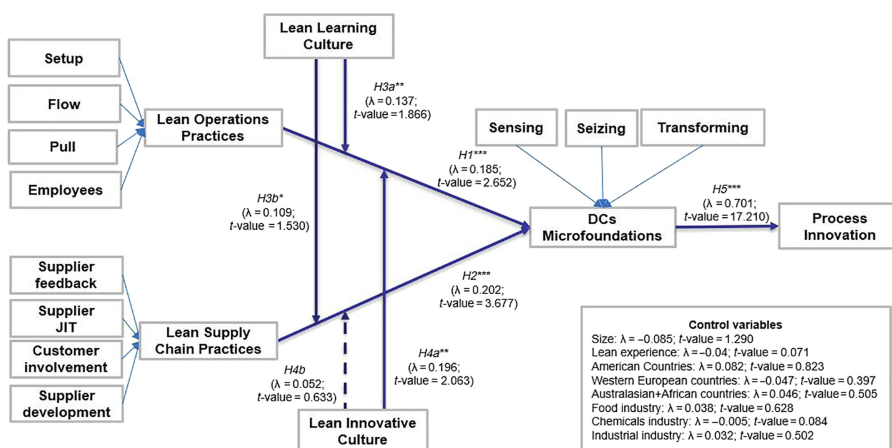 Lean Learning
Culture
Setup
Flow
Pull
Employees
Lean Operations
Practices
H3a**
(λ = 0.137;
t-value =1.866)
Sensing
Seizing
Transforming
H1***
(λ = 0.185;
t-value = 2.652)
H3b*
(λ = 0.109;
t-value =1.530)
DCs
Microfoundations
H5***
(λ = 0.701;
t-value = 17.210)
Process
Innovation
Supplier
feedback
Supplier
JIT
Customer
involvement
Supplier
development
Lean Supply
Chain Practices
H2***
(λ = 0.202;
t-value = 3.677)
H4b
(λ = 0.052;
t-value = 0.633)
H4a**
(λ = 0.196;
t-value = 2.063)
Lean Innovative
Culture
Control variables
Size: λ = −0.085; t-value = 1.290
Lean experience: λ = −0.04; t-value = 0.071
American Countries: λ = 0.082; t-value = 0.823
Western European countries: λ = −0.047; t-value = 0.397
Australasian+African countries: λ = 0.046; t-value = 0.505
Food industry: λ = 0.038; t-value = 0.628
Chemicals industry: λ = −0.005; t-value = 0.084
Industrial industry: λ = 0.032; t-value = 0.502